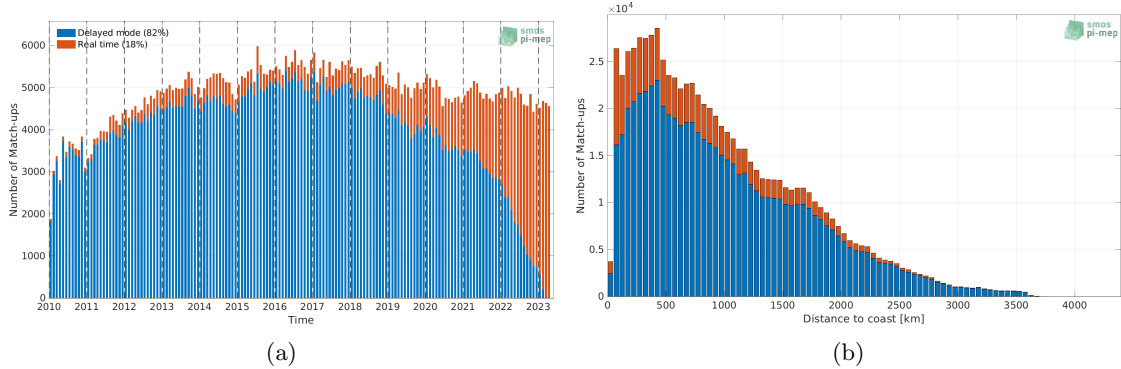 Delayed mode (82%)
Real time (18%)
smos
pi-mep
6000
5000
4000
3000
2000
1000
0
Number of Match-ups
2010 2011 2012 2013 2014 2015 2016 2017 2018 2019 2020 2021 2022 2023
Time
(a)
×10⁴
smos
pi-mep
2.5
2
1.5
1
0.5
0
Number of Match-ups
0 500 1000 1500 2000 2500 3000 3500 4000
Distance to coast [km]
(b)